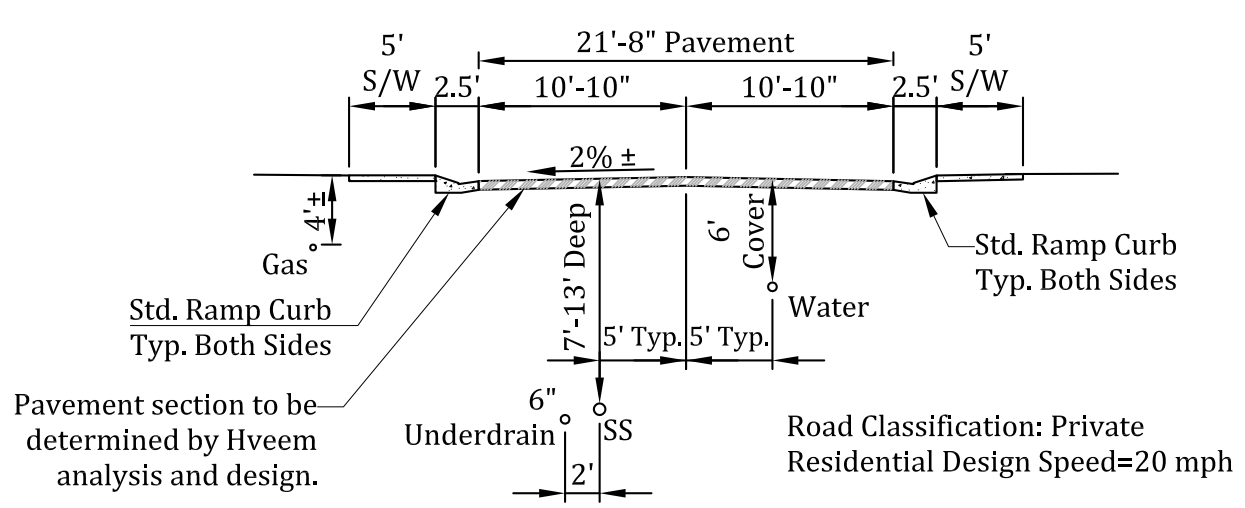 5'
S/W
2.5'
21'-8" Pavement
10'-10"
10'-10"
2.5'
5'
S/W
2% ±
4'±
Gas
7'-13' Deep
6'
Cover
Water
5' Typ.
5' Typ.
Std. Ramp Curb
Typ. Both Sides
Std. Ramp Curb
Typ. Both Sides
Pavement section to be
determined by Hveem
analysis and design.
6"
Underdrain
SS
2'
Road Classification: Private
Residential Design Speed=20 mph